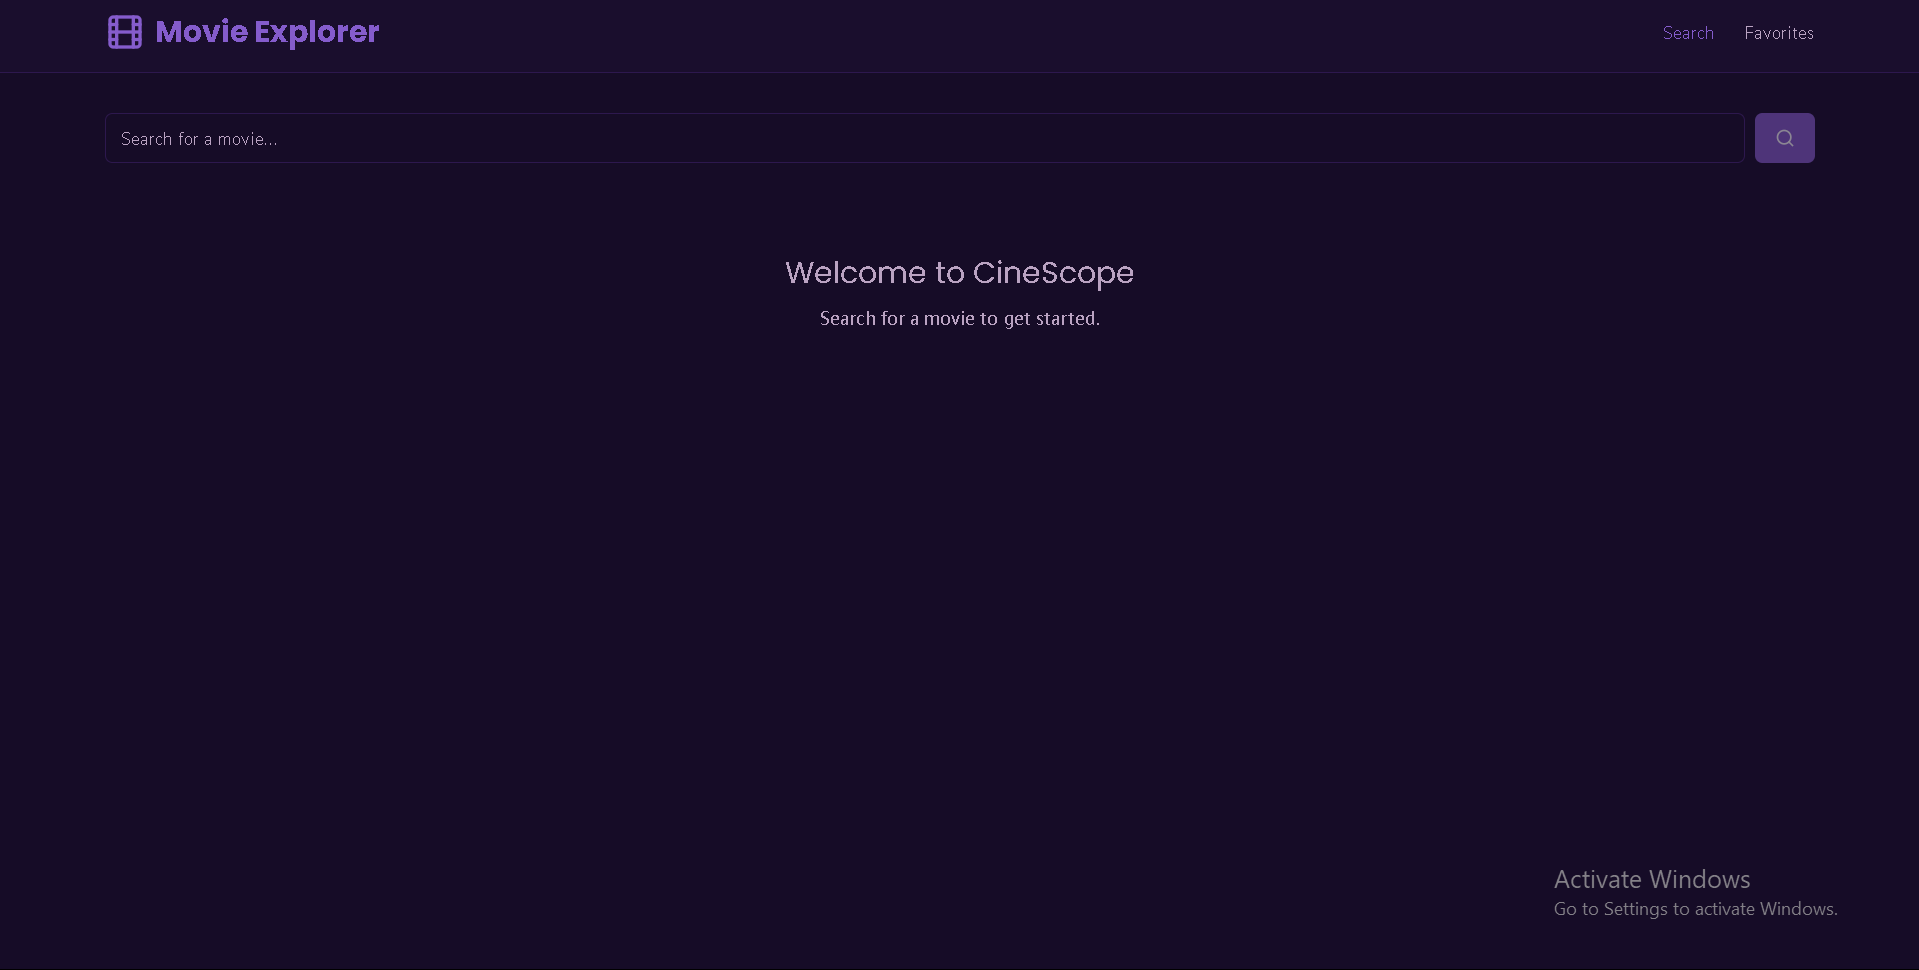 Movie Explorer
Search
Favorites
Search for a movie...
Welcome to CineScope
Search for a movie to get started.
Activate Windows
Go to Settings to activate Windows.